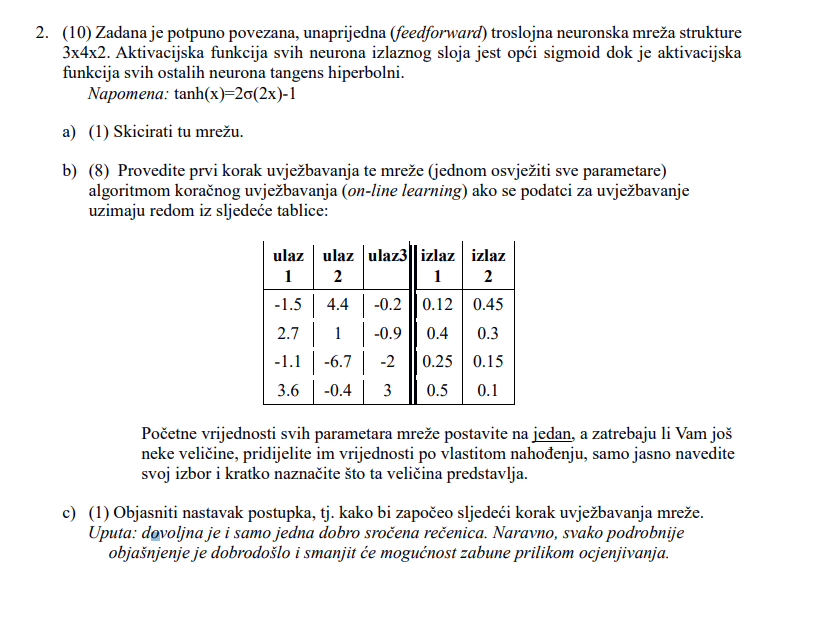 2. (10) Zadana je potpuno povezana, unaprijedna (feedforward) troslojna neuronska mreža strukture
3x4x2. Aktivacijska funkcija svih neurona izlaznog sloja jest opći sigmoid dok je aktivacijska
funkcija svih ostalih neurona tangens hiperbolni.
Napomena: tanh(x)=2σ(2x)-1
a) (1) Skicirati tu mrežu.
b) (8) Provedite prvi korak uvježbavanja te mreže (jednom osvježiti sve parametare)
algoritmom koračnog uvježbavanja (on-line learning) ako se podatci za uvježbavanje
uzimaju redom iz sljedeće tablice:
ulaz ulaz ulaz3 izlaz izlaz
1 2 1 2
-1.5 4.4 -0.2 0.12 0.45
2.7 1 -0.9 0.4 0.3
-1.1 -6.7 -2 0.25 0.15
3.6 -0.4 3 0.5 0.1
Početne vrijednosti svih parametara mreže postavite na jedan, a zatrebaju li Vam još
neke veličine, pridijelite im vrijednosti po vlastitom nahođenju, samo jasno navedite
svoj izbor i kratko naznačite što ta veličina predstavlja.
c) (1) Objasniti nastavak postupka, tj. kako bi započeo sljedeći korak uvježbavanja mreže.
Uputa: dovoljna je i samo jedna dobro sročena rečenica. Naravno, svako podrobnije
objašnjenje je dobrodošlo i smanjit će mogućnost zabune prilikom ocjenjivanja.